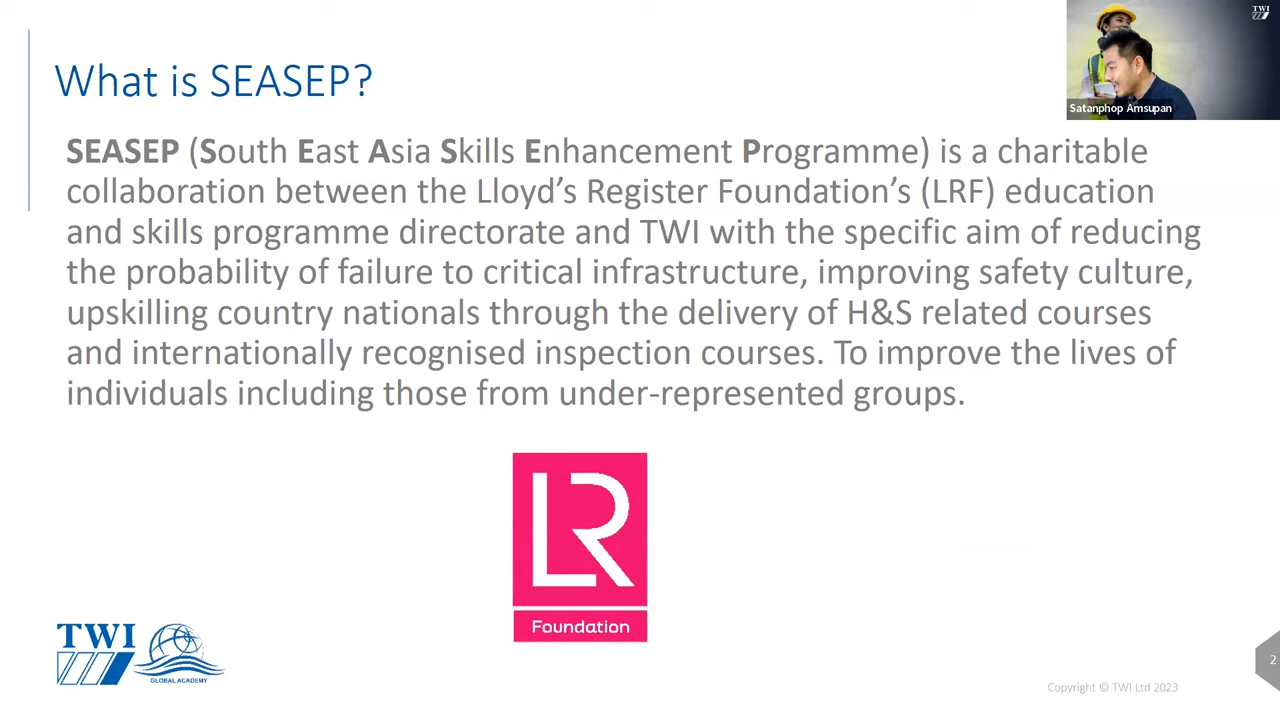 What is SEASEP?
TWI
Satanphop Amsupan
SEASEP (South East Asia Skills Enhancement Programme) is a charitable
collaboration between the Lloyd’s Register Foundation’s (LRF) education
and skills programme directorate and TWI with the specific aim of reducing
the probability of failure to critical infrastructure, improving safety culture,
upskilling country nationals through the delivery of H&S related courses
and internationally recognised inspection courses. To improve the lives of
individuals including those from under-represented groups.
LR
Foundation
TWI
GLOBAL ACADEMY
Copyright © TWI Ltd 2023
2